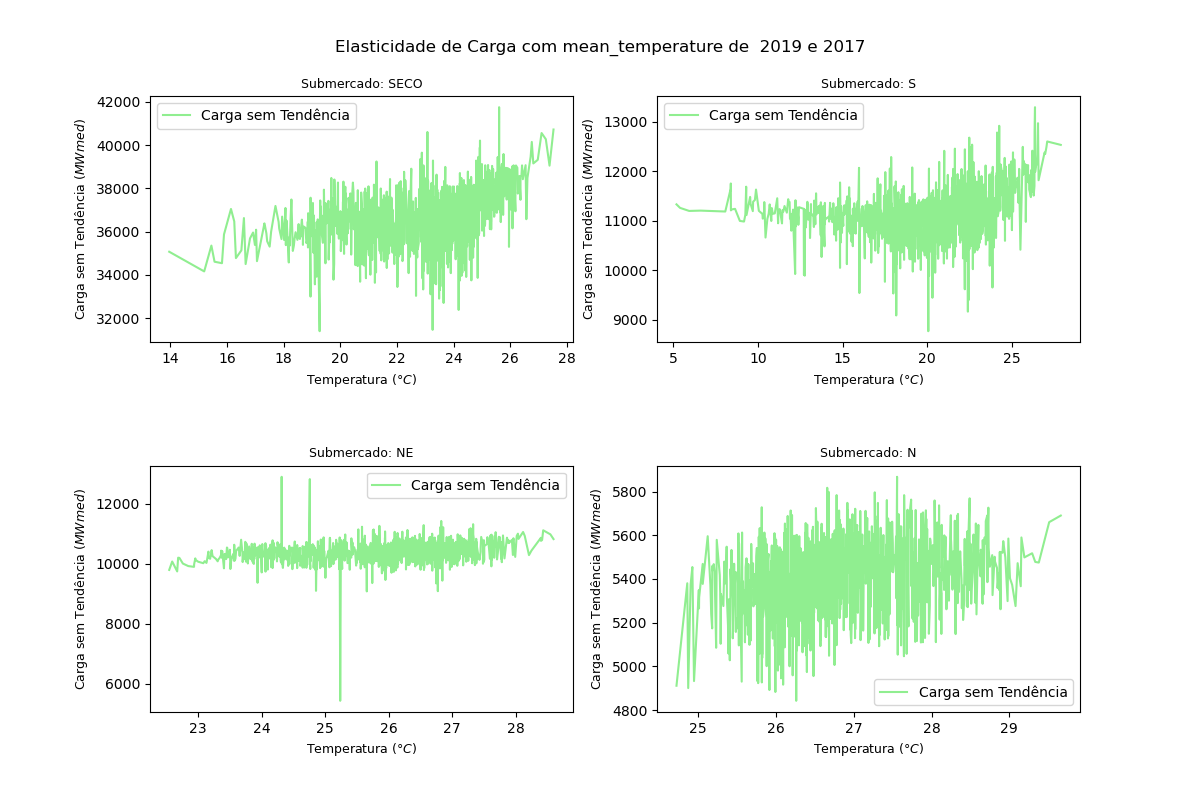 Elasticidade de Carga com mean_temperature de  2019 e 2017
Submercado: SECO
Carga sem Tendência
Carga sem Tendência (MWmed)
42000
40000
38000
36000
34000
32000
14 16 18 20 22 24 26 28
Temperatura (°C)
Submercado: S
Carga sem Tendência
Carga sem Tendência (MWmed)
13000
12000
11000
10000
9000
5 10 15 20 25
Temperatura (°C)
Submercado: NE
Carga sem Tendência
Carga sem Tendência (MWmed)
12000
10000
8000
6000
23 24 25 26 27 28
Temperatura (°C)
Submercado: N
Carga sem Tendência (MWmed)
5800
5600
5400
5200
5000
4800
Carga sem Tendência
25 26 27 28 29
Temperatura (°C)